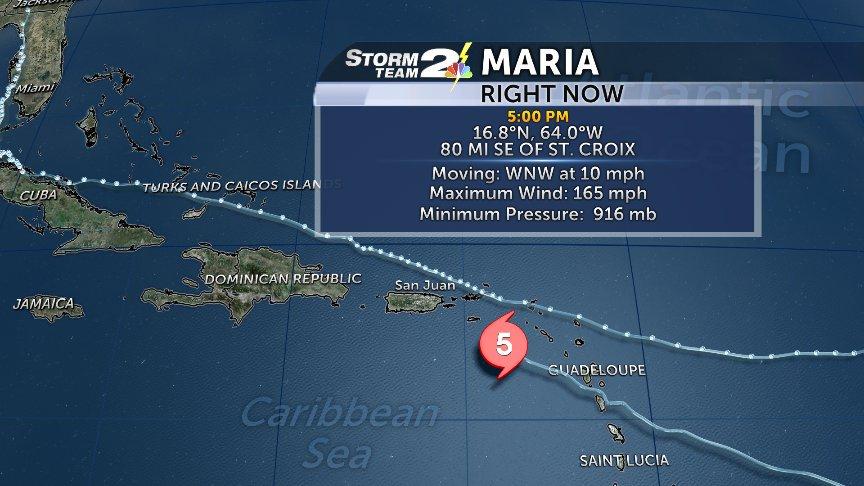 Jacksonv
STORM
TEAM 2
MARIA
RIGHT NOW
Atlantic
Ocean
5:00 PM
16.8°N, 64.0°W
80 MI SE OF ST. CROIX
Moving: WNW at 10 mph
Maximum Wind: 165 mph
Minimum Pressure: 916 mb
Miami
TURKS AND CAICOS ISLANDS
CUBA
DOMINICAN REPUBLIC
San Juan
JAMAICA
5
GUADELOUPE
Caribbean
Sea
SAINT LUCIA